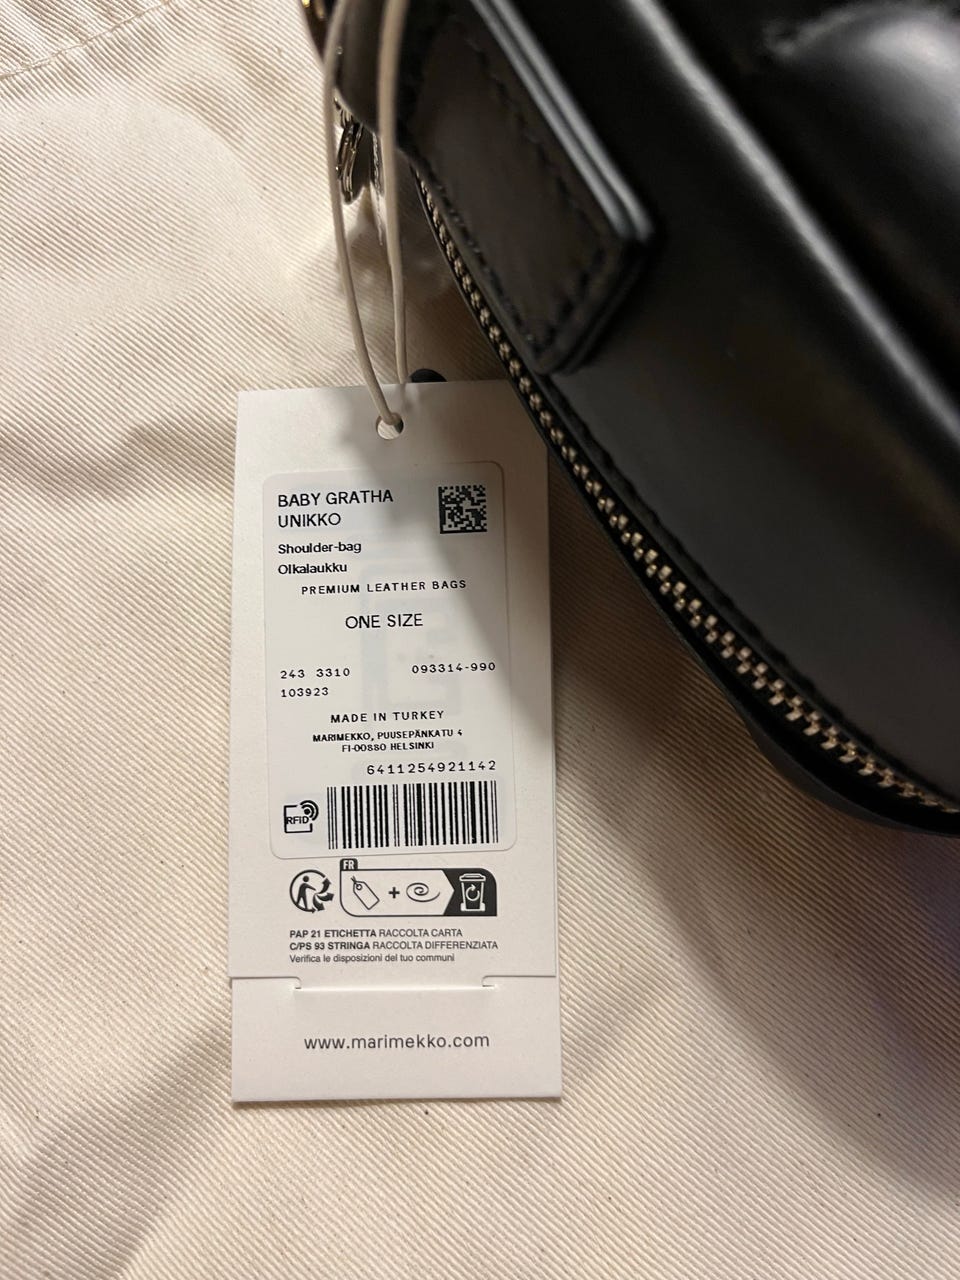 BABY GRATHA
UNIKKO
Shoulder-bag
Olkalaukku
PREMIUM LEATHER BAGS
ONE SIZE
243 3310 093314-990
103923
MADE IN TURKEY
MARIMEKKO, PUUSEPÄNKATU 4
FI-00880 HELSINKI
6411254921142
RFID
FR
PAP 21 ETICHETTA RACCOLTA CARTA
C/PS 93 STRINGA RACCOLTA DIFFERENZIATA
Verifica le disposizioni del tuo communi
www.marimekko.com